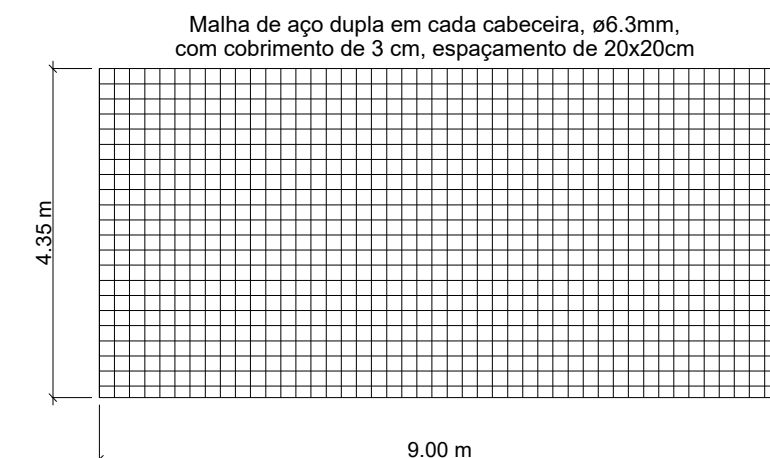 Malha de aço dupla em cada cabeceira, ø6.3mm,
com cobrimento de 3 cm, espaçamento de 20x20cm
4.35 m
9.00 m